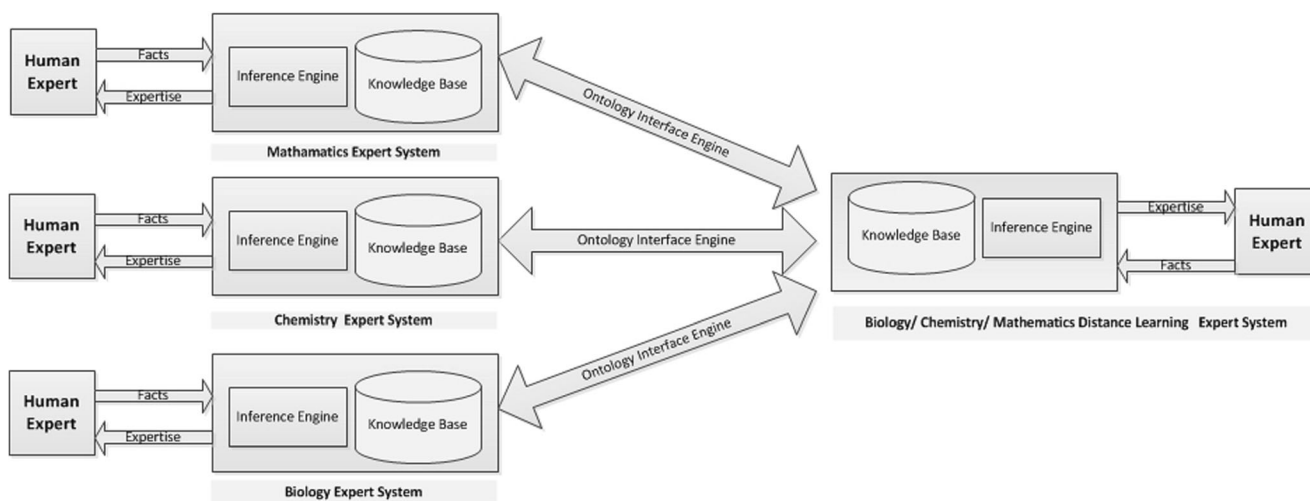 Human
Expert
Facts
Expertise
Inference Engine
Knowledge Base
Mathamatics Expert System
Ontology Interface Engine
Human
Expert
Facts
Expertise
Inference Engine
Knowledge Base
Chemistry Expert System
Ontology Interface Engine
Human
Expert
Facts
Expertise
Inference Engine
Knowledge Base
Biology Expert System
Ontology Interface Engine
Knowledge Base
Inference Engine
Expertise
Facts
Human
Expert
Biology/ Chemistry/ Mathematics Distance Learning Expert System